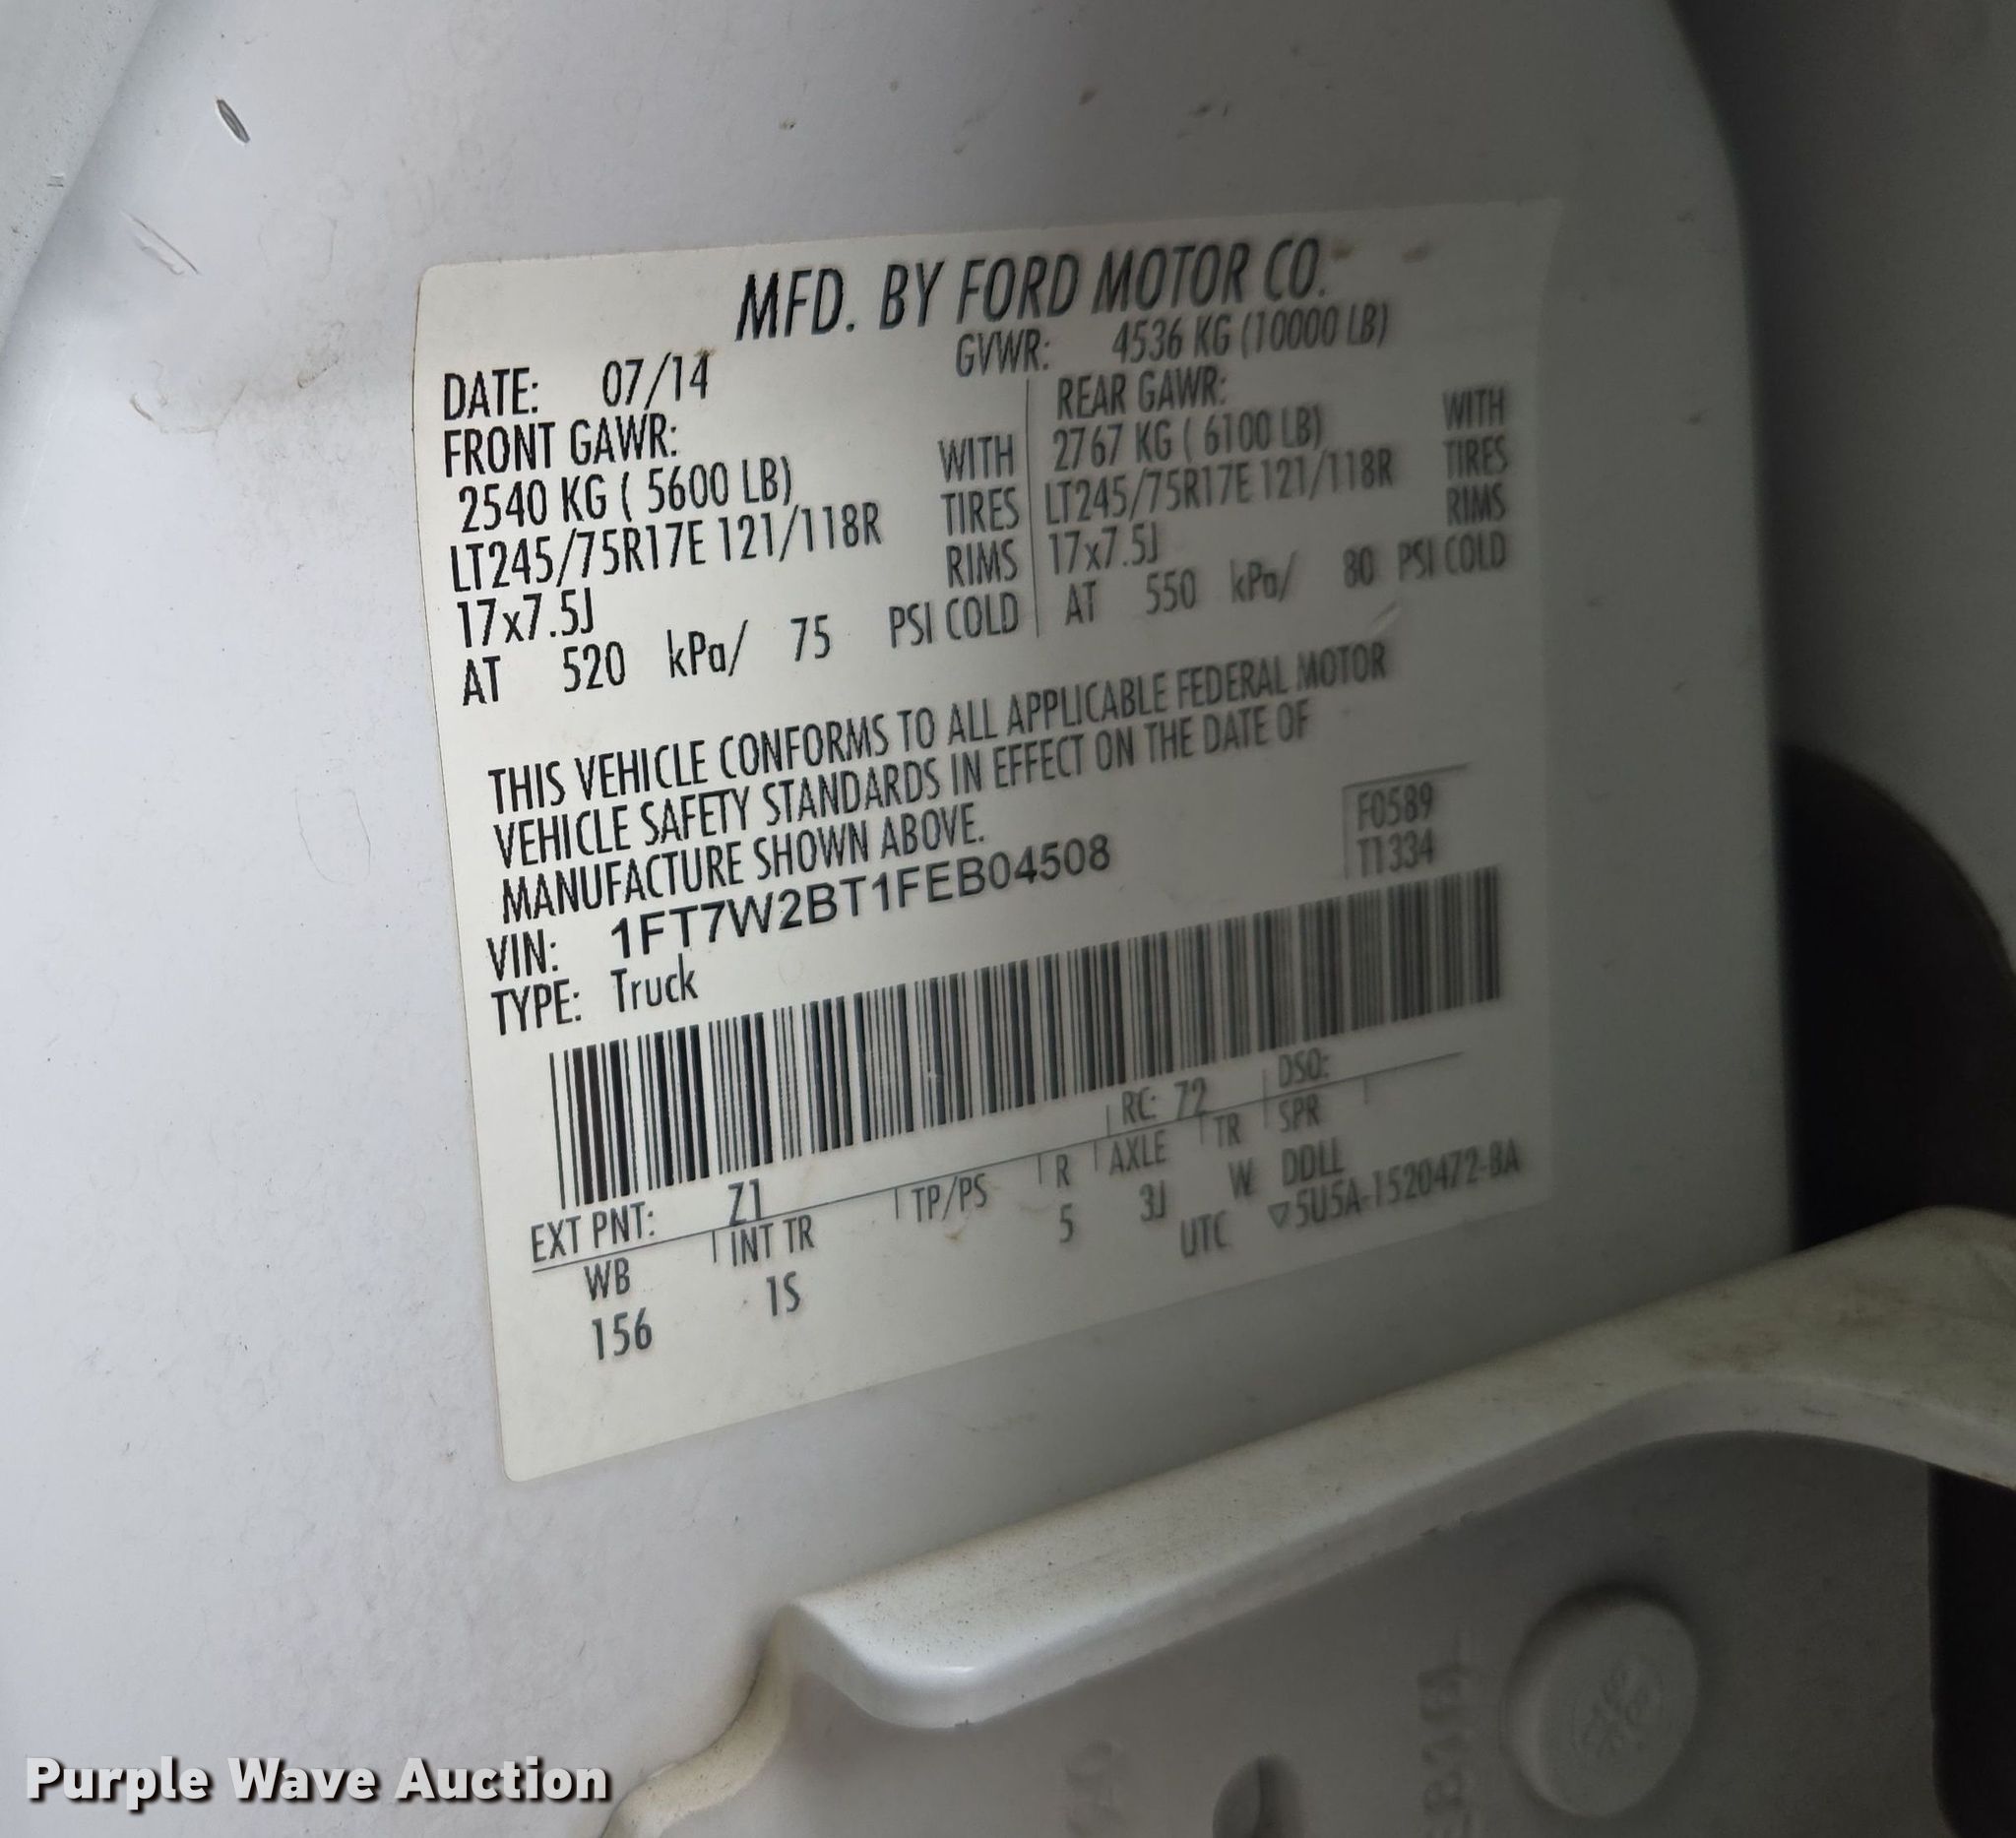 MFD. BY FORD MOTOR CO.
DATE: 07/14 GVWR: 4536 KG (10000 LB)
FRONT GAWR: REAR GAWR:
2540 KG ( 5600 LB) WITH 2767 KG ( 6100 LB) WITH
LT245/75R17E 121/118R TIRES LT245/75R17E 121/118R TIRES
17x7.5J RIMS 17x7.5J RIMS
AT 520 kPa/ 75 PSI COLD AT 550 kPa/ 80 PSI COLD
THIS VEHICLE CONFORMS TO ALL APPLICABLE FEDERAL MOTOR
VEHICLE SAFETY STANDARDS IN EFFECT ON THE DATE OF
MANUFACTURE SHOWN ABOVE.
VIN: 1FT7W2BT1FEB04508
TYPE: Truck
F0589
T1334
EXT PNT: Z1 RC: 72 DSO:
WB INT TR TP/PS R AXLE TR SPR
156 1S 5 3J W DDLL
UTC ▽5U5A-1520472-BA
Purple Wave Auction